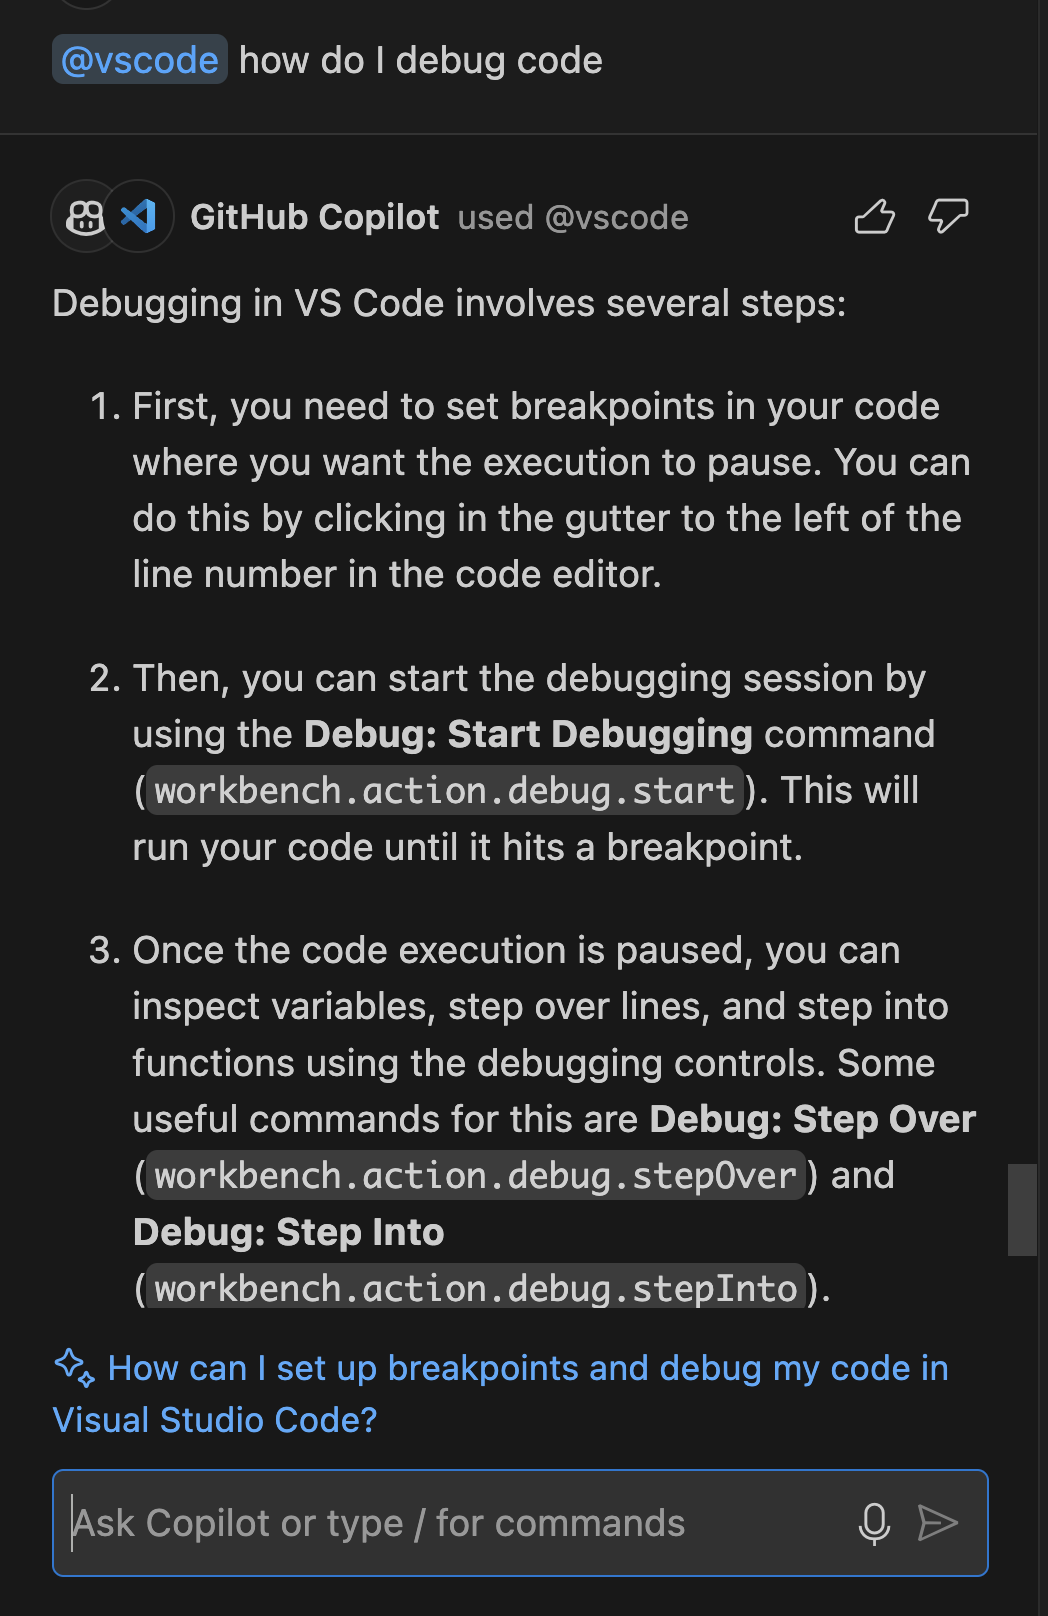 @vscode how do I debug code
GitHub Copilot used @vscode
Debugging in VS Code involves several steps:
1. First, you need to set breakpoints in your code
where you want the execution to pause. You can
do this by clicking in the gutter to the left of the
line number in the code editor.
2. Then, you can start the debugging session by
using the Debug: Start Debugging command
(workbench.action.debug.start). This will
run your code until it hits a breakpoint.
3. Once the code execution is paused, you can
inspect variables, step over lines, and step into
functions using the debugging controls. Some
useful commands for this are Debug: Step Over
(workbench.action.debug.stepOver) and
Debug: Step Into
(workbench.action.debug.stepInto).
How can I set up breakpoints and debug my code in
Visual Studio Code?
Ask Copilot or type / for commands